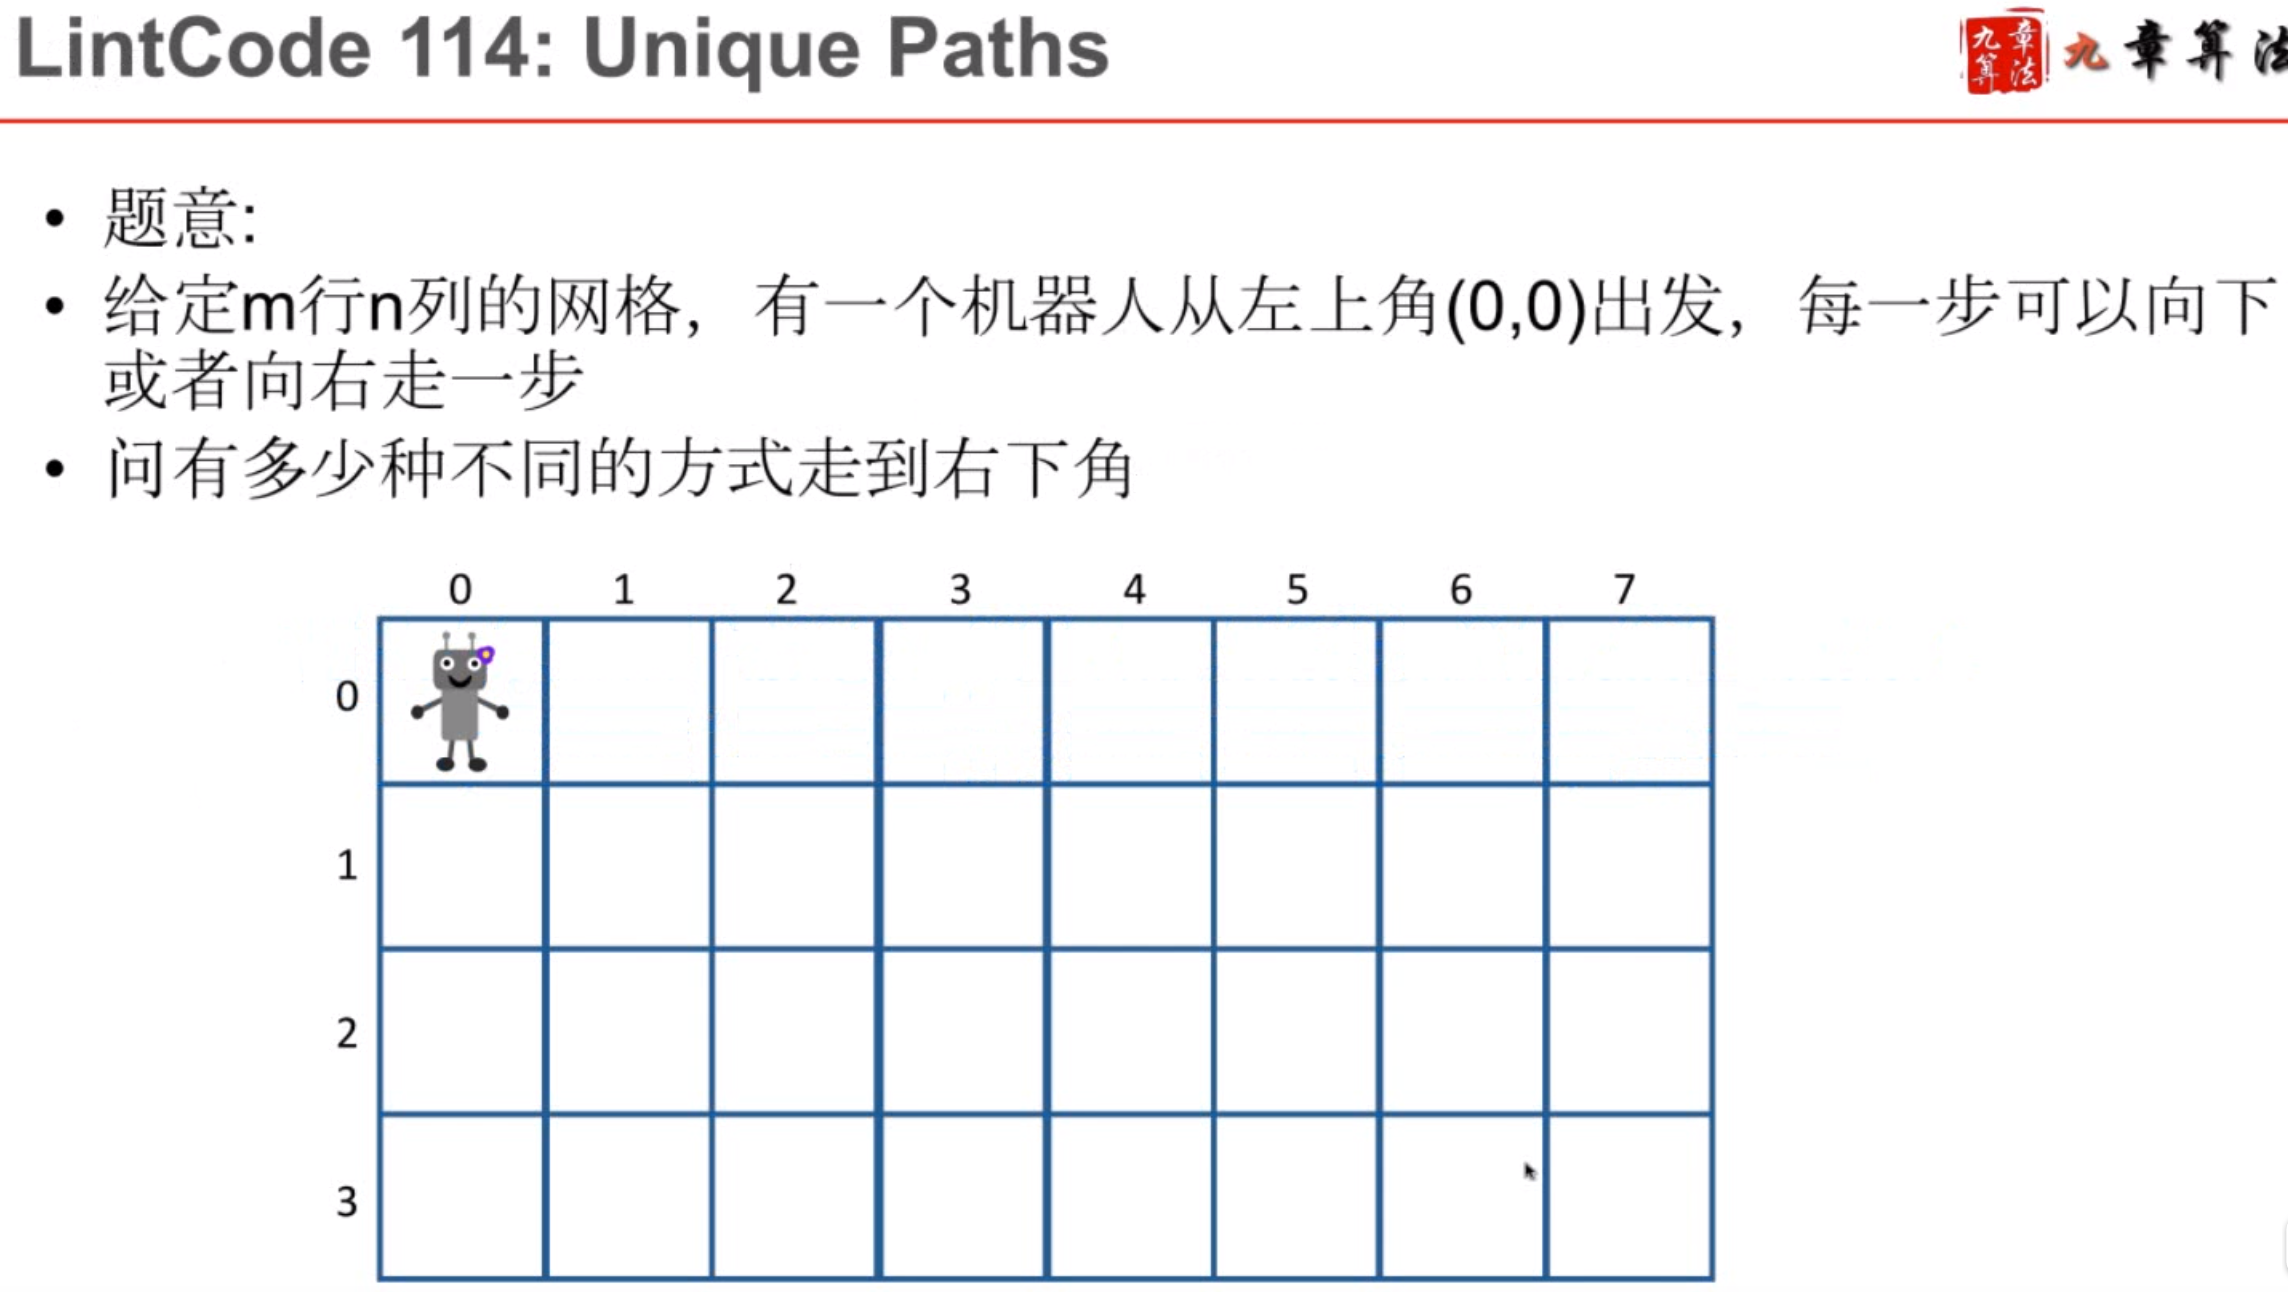 LintCode 114: Unique Paths
九章算法
九章算法
• 题意:
• 给定m行n列的网格，有一个机器人从左上角(0,0)出发，每一步可以向下
或者向右走一步
• 问有多少种不同的方式走到右下角
0 1 2 3 4 5 6 7
0
1
2
3